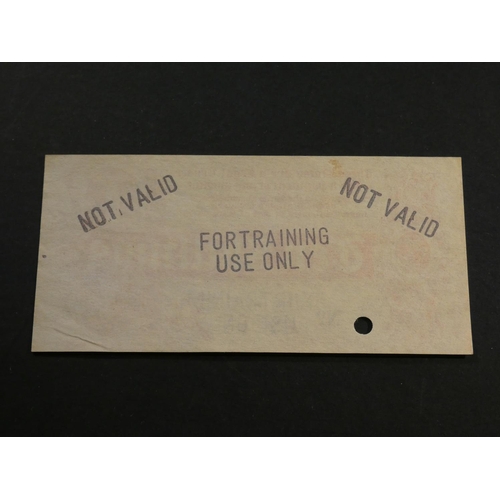 NOT VALID
NOT VALID
FORTRAINING
USE ONLY